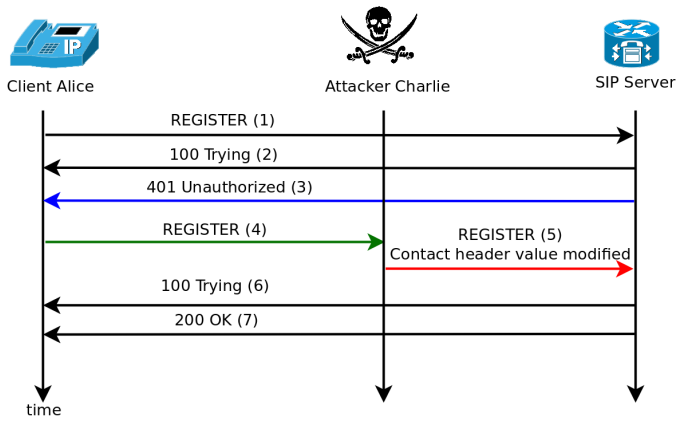 IP
Client Alice
Attacker Charlie
SIP Server
REGISTER (1)
100 Trying (2)
401 Unauthorized (3)
REGISTER (4)
REGISTER (5)
Contact header value modified
100 Trying (6)
200 OK (7)
time